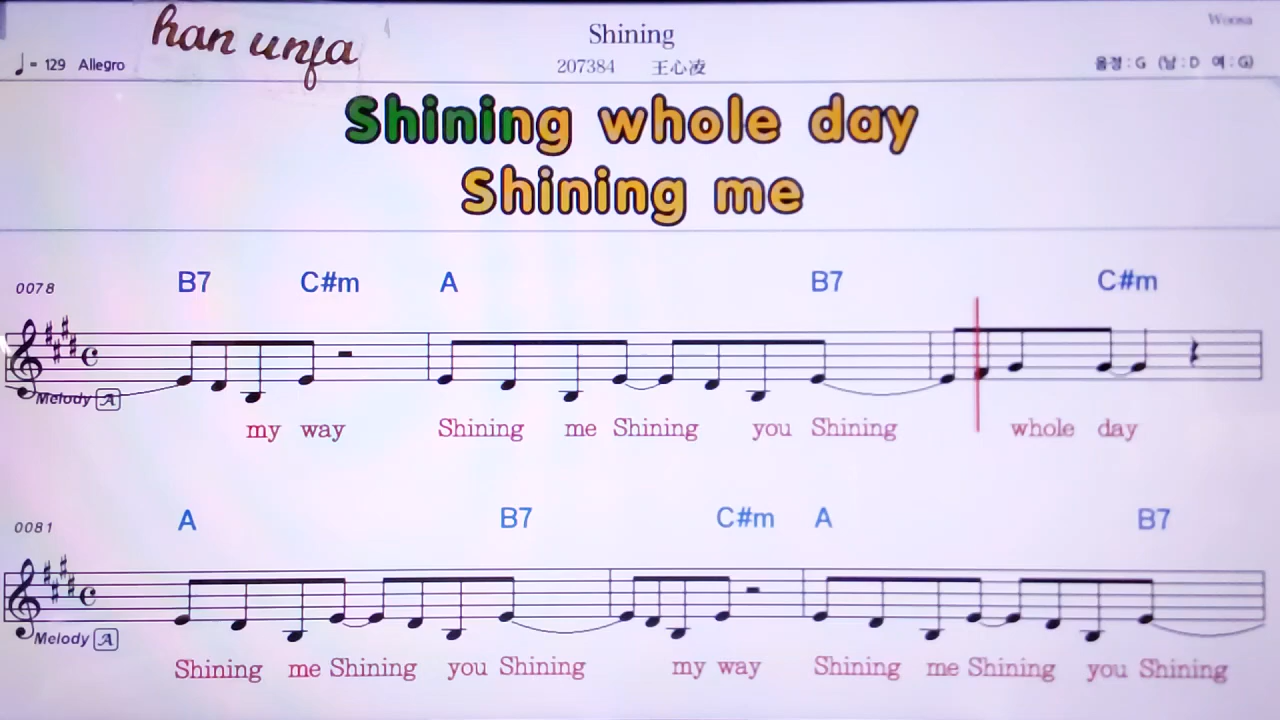 han unfa
Shining
Woosa
♩= 129 Allegro
207384 王心凌
음정 : G (남 : D 여 : G)
Shining whole day
Shining me
0078
B7 C#m A B7 C#m
Melody A
my way Shining me Shining you Shining whole day
0081
A B7 C#m A B7
Melody A
Shining me Shining you Shining my way Shining me Shining you Shining